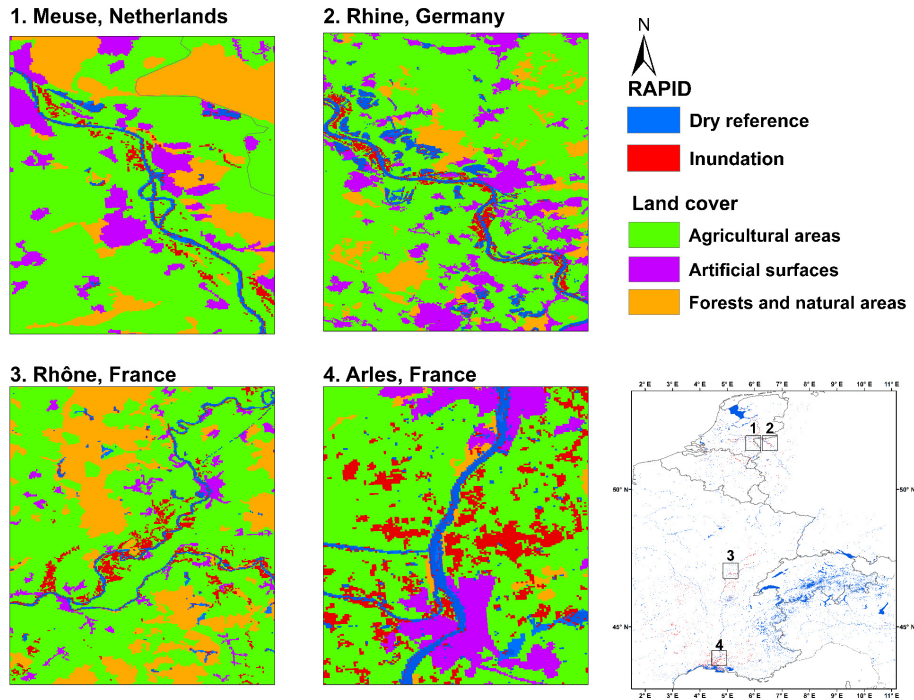 1. Meuse, Netherlands
2. Rhine, Germany
N
RAPID
Dry reference
Inundation
Land cover
Agricultural areas
Artificial surfaces
Forests and natural areas
3. Rhône, France
4. Arles, France
2° E 3° E 4° E 5° E 6° E 7° E 8° E 9° E 10° E 11° E
1 2
50° N 50° N
3
45° N 45° N
4
2° E 3° E 4° E 5° E 6° E 7° E 8° E 9° E 10° E 11° E